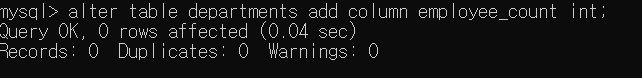 mysql> alter table departments add column employee_count int;
Query OK, 0 rows affected (0.04 sec)
Records: 0  Duplicates: 0  Warnings: 0